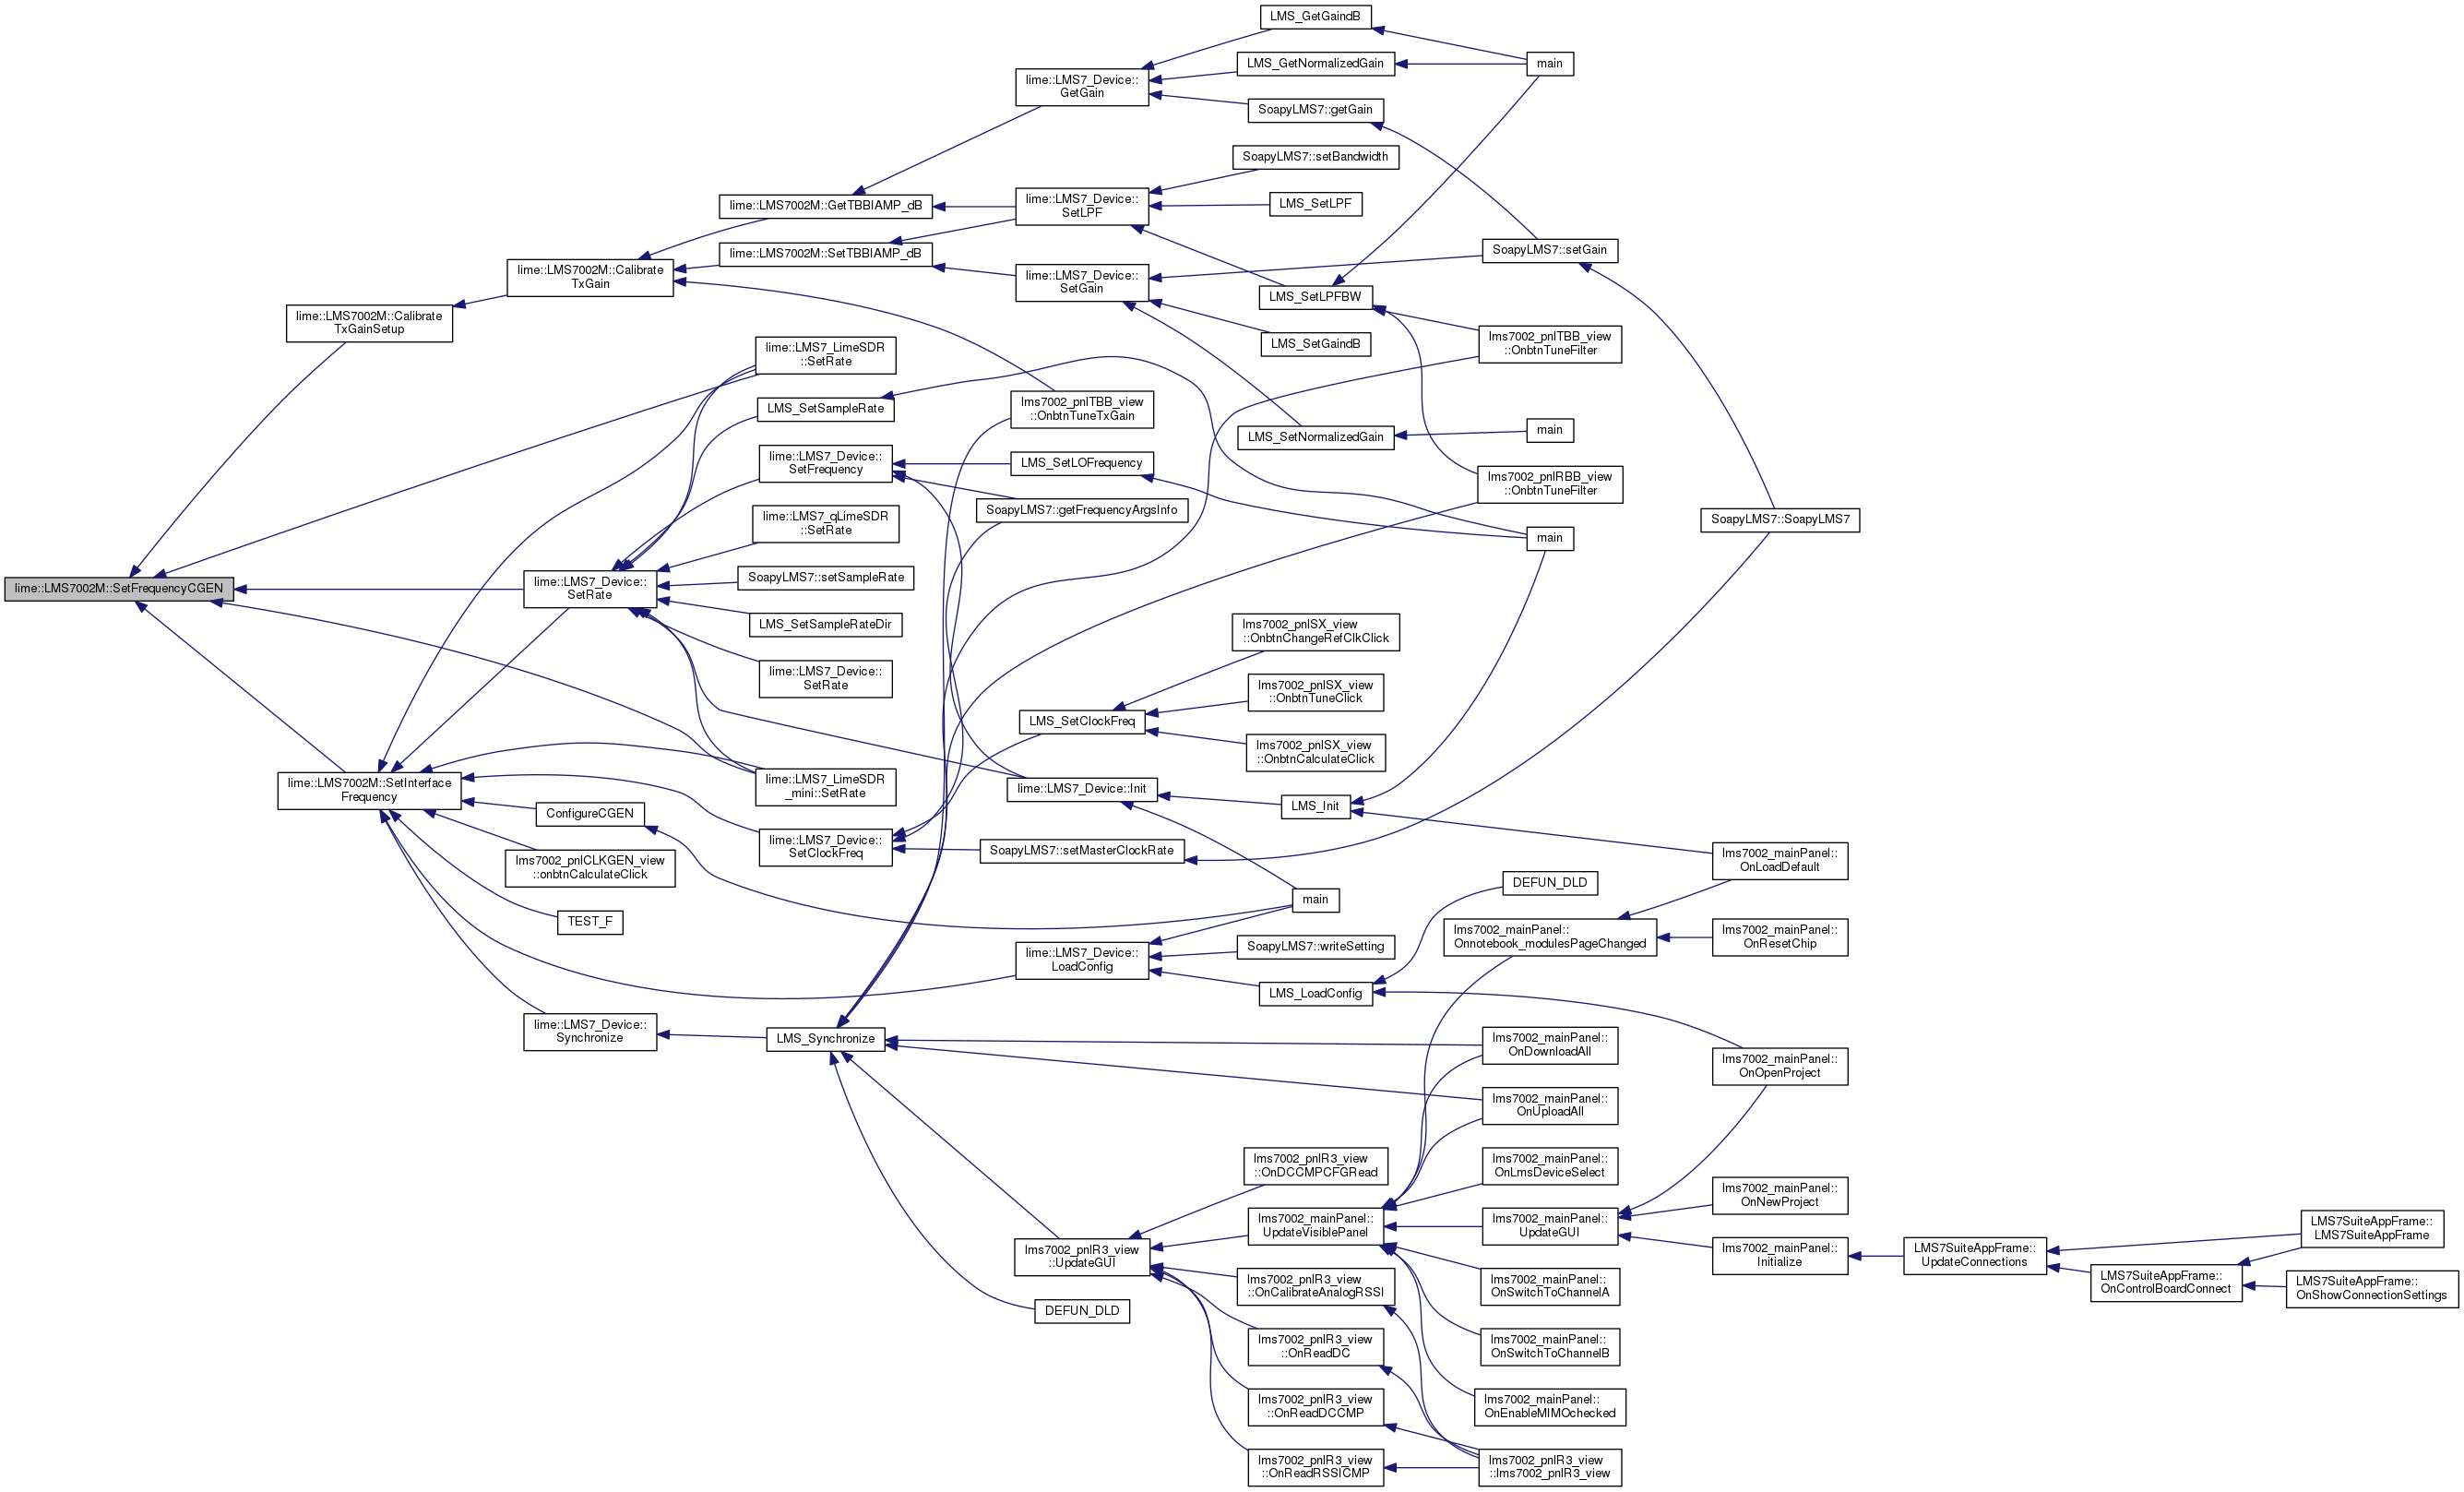 lime::LMS7002M::SetFrequencyCGEN
lime::LMS7002M::Calibrate
TxGainSetup
lime::LMS7002M::SetInterface
Frequency
lime::LMS7002M::Calibrate
TxGain
lime::LMS7_Device::
SetRate
ConfigureCGEN
lms7002_pnlCLKGEN_view
::onbtnCalculateClick
TEST_F
lime::LMS7_Device::
Synchronize
lime::LMS7002M::GetTBBIAMP_dB
lime::LMS7002M::SetTBBIAMP_dB
lime::LMS7_LimeSDR
::SetRate
LMS_SetSampleRate
lime::LMS7_Device::
SetFrequency
lime::LMS7_qLimeSDR
::SetRate
SoapyLMS7::setSampleRate
LMS_SetSampleRateDir
lime::LMS7_Device::
SetRate
lime::LMS7_LimeSDR
_mini::SetRate
lime::LMS7_Device::
SetClockFreq
LMS_Synchronize
lime::LMS7_Device::
GetGain
lime::LMS7_Device::
SetLPF
lime::LMS7_Device::
SetGain
lms7002_pnlTBB_view
::OnbtnTuneTxGain
LMS_SetLOFrequency
SoapyLMS7::getFrequencyArgsInfo
LMS_SetClockFreq
lime::LMS7_Device::Init
SoapyLMS7::setMasterClockRate
lime::LMS7_Device::
LoadConfig
lms7002_pnlR3_view
::UpdateGUI
DEFUN_DLD
LMS_GetGaindB
LMS_GetNormalizedGain
SoapyLMS7::getGain
SoapyLMS7::setBandwidth
LMS_SetLPF
LMS_SetLPFBW
LMS_SetGaindB
LMS_SetNormalizedGain
lms7002_pnlSX_view
::OnbtnChangeRefClkClick
lms7002_pnlSX_view
::OnbtnTuneClick
lms7002_pnlSX_view
::OnbtnCalculateClick
LMS_Init
main
SoapyLMS7::writeSetting
LMS_LoadConfig
lms7002_pnlR3_view
::OnDCCMPCFGRead
lms7002_mainPanel::
UpdateVisiblePanel
lms7002_pnlR3_view
::OnCalibrateAnalogRSSI
lms7002_pnlR3_view
::OnReadDC
lms7002_pnlR3_view
::OnReadDCCMP
lms7002_pnlR3_view
::OnReadRSSICMP
main
SoapyLMS7::setGain
lms7002_pnlTBB_view
::OnbtnTuneFilter
main
lms7002_pnlRBB_view
::OnbtnTuneFilter
main
DEFUN_DLD
lms7002_mainPanel::
Onnotebook_modulesPageChanged
lms7002_mainPanel::
OnDownloadAll
lms7002_mainPanel::
OnUploadAll
lms7002_mainPanel::
OnLmsDeviceSelect
lms7002_mainPanel::
UpdateGUI
lms7002_mainPanel::
OnSwitchToChannelA
lms7002_mainPanel::
OnSwitchToChannelB
lms7002_mainPanel::
OnEnableMIMOchecked
lms7002_pnlR3_view
::lms7002_pnlR3_view
SoapyLMS7::SoapyLMS7
lms7002_mainPanel::
OnLoadDefault
lms7002_mainPanel::
OnResetChip
lms7002_mainPanel::
OnOpenProject
lms7002_mainPanel::
OnNewProject
lms7002_mainPanel::
Initialize
LMS7SuiteAppFrame::
UpdateConnections
LMS7SuiteAppFrame::
OnControlBoardConnect
LMS7SuiteAppFrame::
LMS7SuiteAppFrame
LMS7SuiteAppFrame::
OnShowConnectionSettings